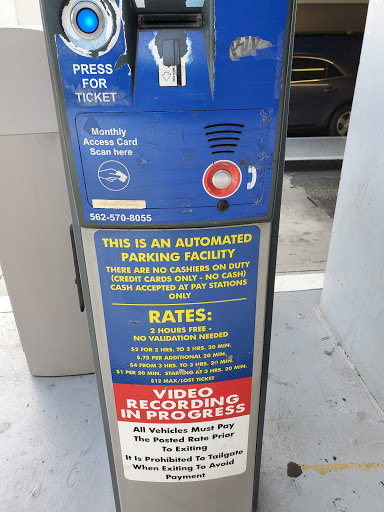 PRESS
FOR
TICKET
Monthly
Access Card
Scan here
562-570-8055
THIS IS AN AUTOMATED
PARKING FACILITY
THERE ARE NO CASHIERS ON DUTY
(CREDIT CARDS ONLY - NO CASH)
CASH ACCEPTED AT PAY STATIONS
ONLY
RATES:
2 HOURS FREE -
NO VALIDATION NEEDED
$2 FOR 2 HRS. TO 2 HRS. 20 MIN.
$.75 PER ADDITIONAL 20 MIN.
$4 FROM 3 HRS. TO 3 HRS. 20 MIN.
$1 PER 20 MIN. STARTING AT 3 HRS. 20 MIN.
$12 MAX/LOST TICKET
VIDEO
RECORDING
IN PROGRESS
All Vehicles Must Pay
The Posted Rate Prior
To Exiting
It Is Prohibited To Tailgate
When Exiting To Avoid
Payment